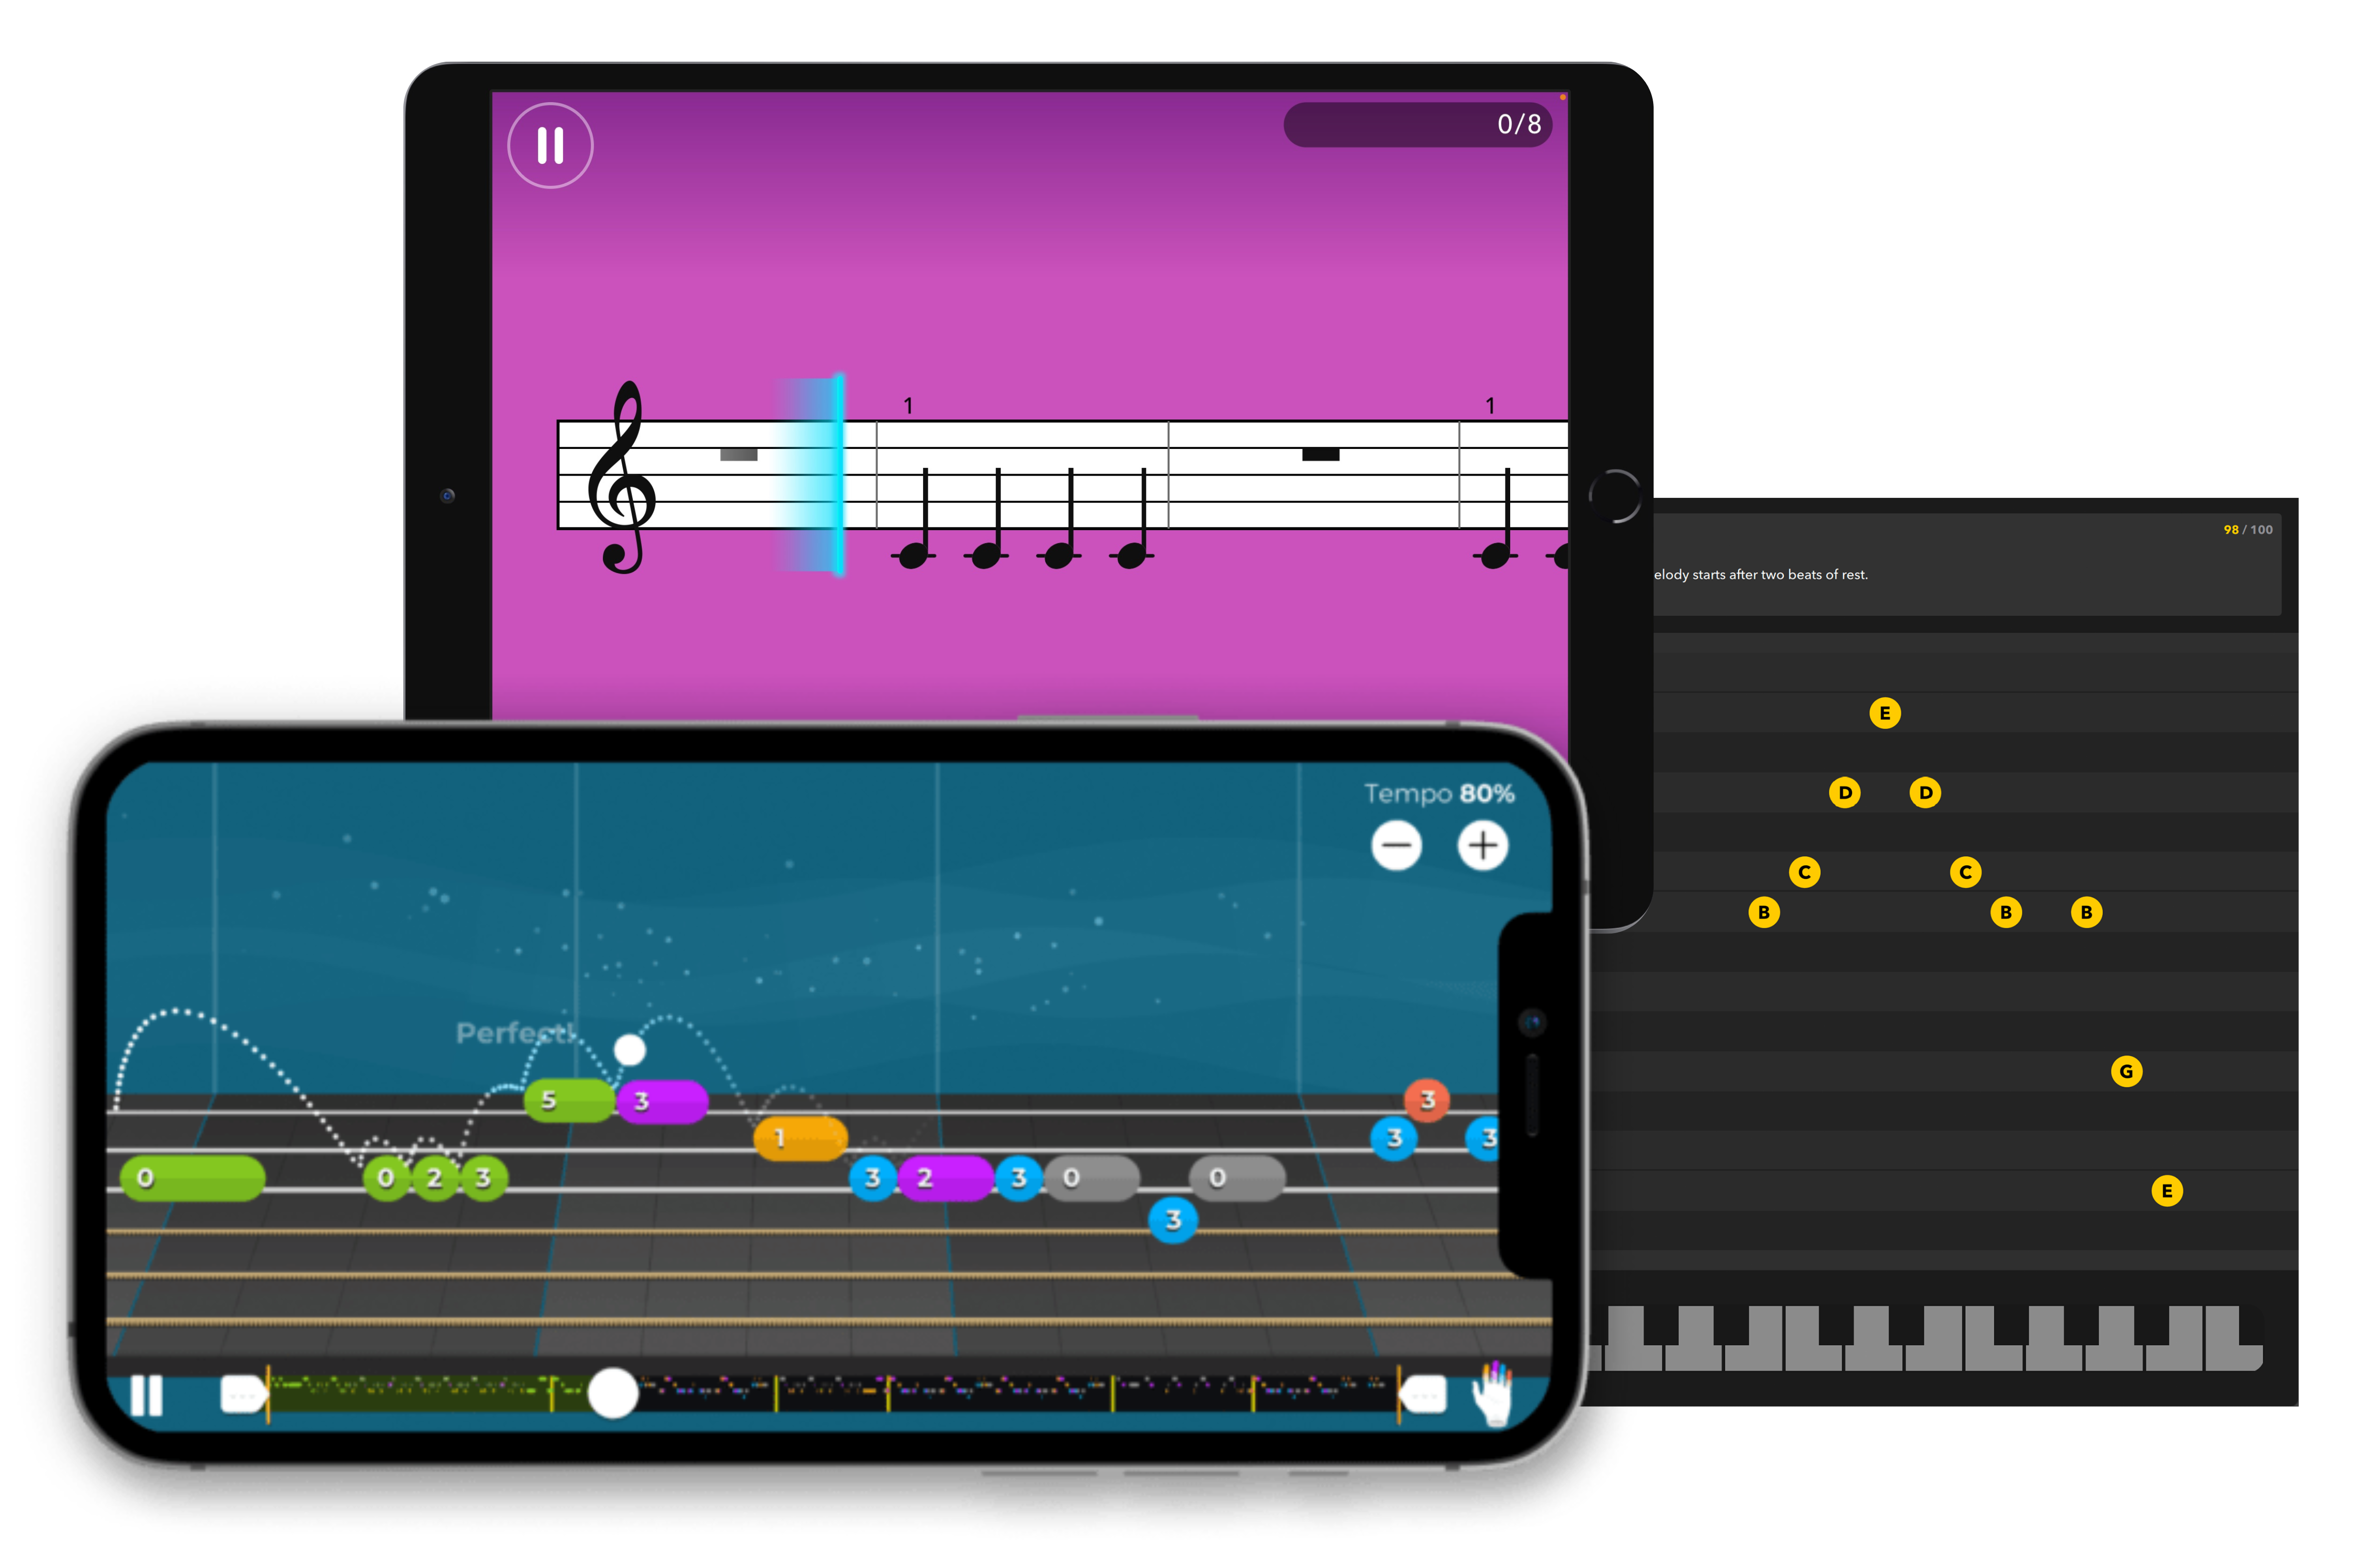 0/8
1 1
98 / 100
elody starts after two beats of rest.
E
D D
C C
B B B
G
E
Tempo 80%
Perfect!
5 3 3
1 3 3
0 0 2 3 3 2 3 0 0
3